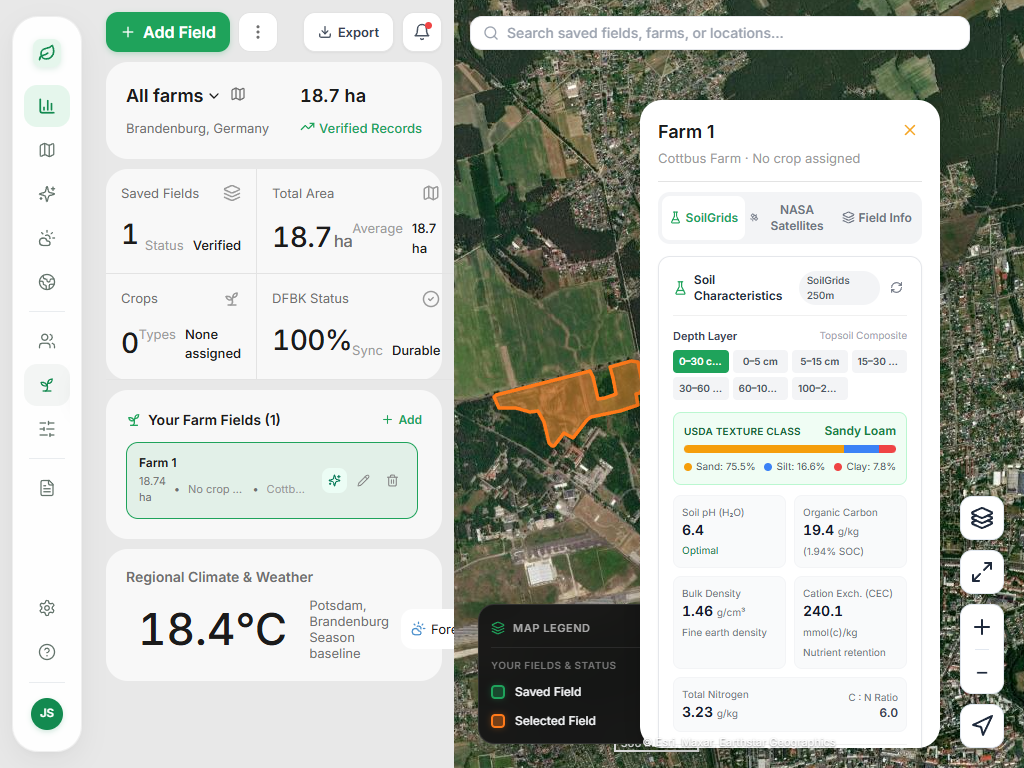 Add Field
Export
Search saved fields, farms, or locations...
All farms
18.7 ha
Brandenburg, Germany
Verified Records
Saved Fields
1
Status
Verified
Total Area
18.7 ha
Average
18.7
ha
Crops
0
Types
None
assigned
DFBK Status
100%
Sync
Durable
Your Farm Fields (1)
Add
Farm 1
18.74
ha
• No crop ...
• Cottb...
Regional Climate & Weather
18.4°C
Potsdam,
Brandenburg
Season
baseline
Fore
JS
MAP LEGEND
YOUR FIELDS & STATUS
Saved Field
Selected Field
Farm 1
Cottbus Farm · No crop assigned
SoilGrids
NASA
Satellites
Field Info
Soil
Characteristics
SoilGrids
250m
Depth Layer
Topsoil Composite
0–30 c...
0–5 cm
5–15 cm
15–30 ...
30–60 ...
60–10...
100–2...
USDA TEXTURE CLASS
Sandy Loam
Sand: 75.5%
Silt: 16.6%
Clay: 7.8%
Soil pH (H₂O)
6.4
Optimal
Organic Carbon
19.4 g/kg
(1.94% SOC)
Bulk Density
1.46 g/cm³
Fine earth density
Cation Exch. (CEC)
240.1
mmol(c)/kg
Nutrient retention
Total Nitrogen
3.23 g/kg
C : N Ratio
6.0
© Esri, Maxar, Earthstar Geographics